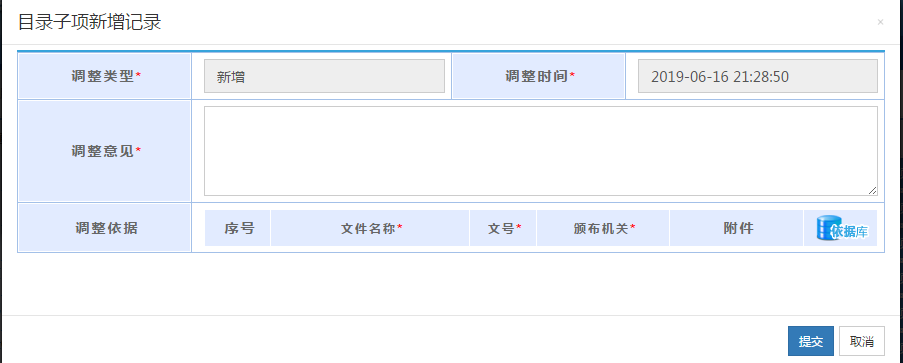 目录子项新增记录
×
调整类型* 新增 调整时间* 2019-06-16 21:28:50
调整意见*
调整依据 序号 文件名称* 文号* 颁布机关* 附件 依据库
提交 取消